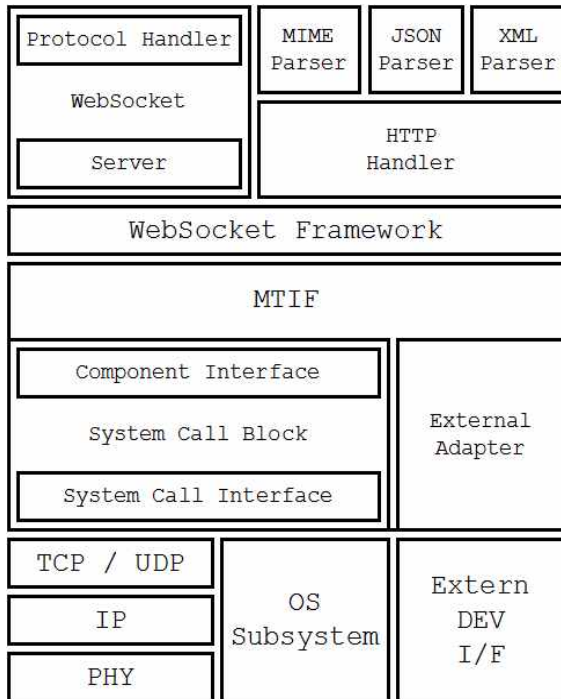 Protocol Handler
WebSocket
Server
MIME
Parser
JSON
Parser
XML
Parser
HTTP
Handler
WebSocket Framework
MTIF
Component Interface
System Call Block
System Call Interface
External
Adapter
TCP / UDP
IP
PHY
OS
Subsystem
Extern
DEV
I/F